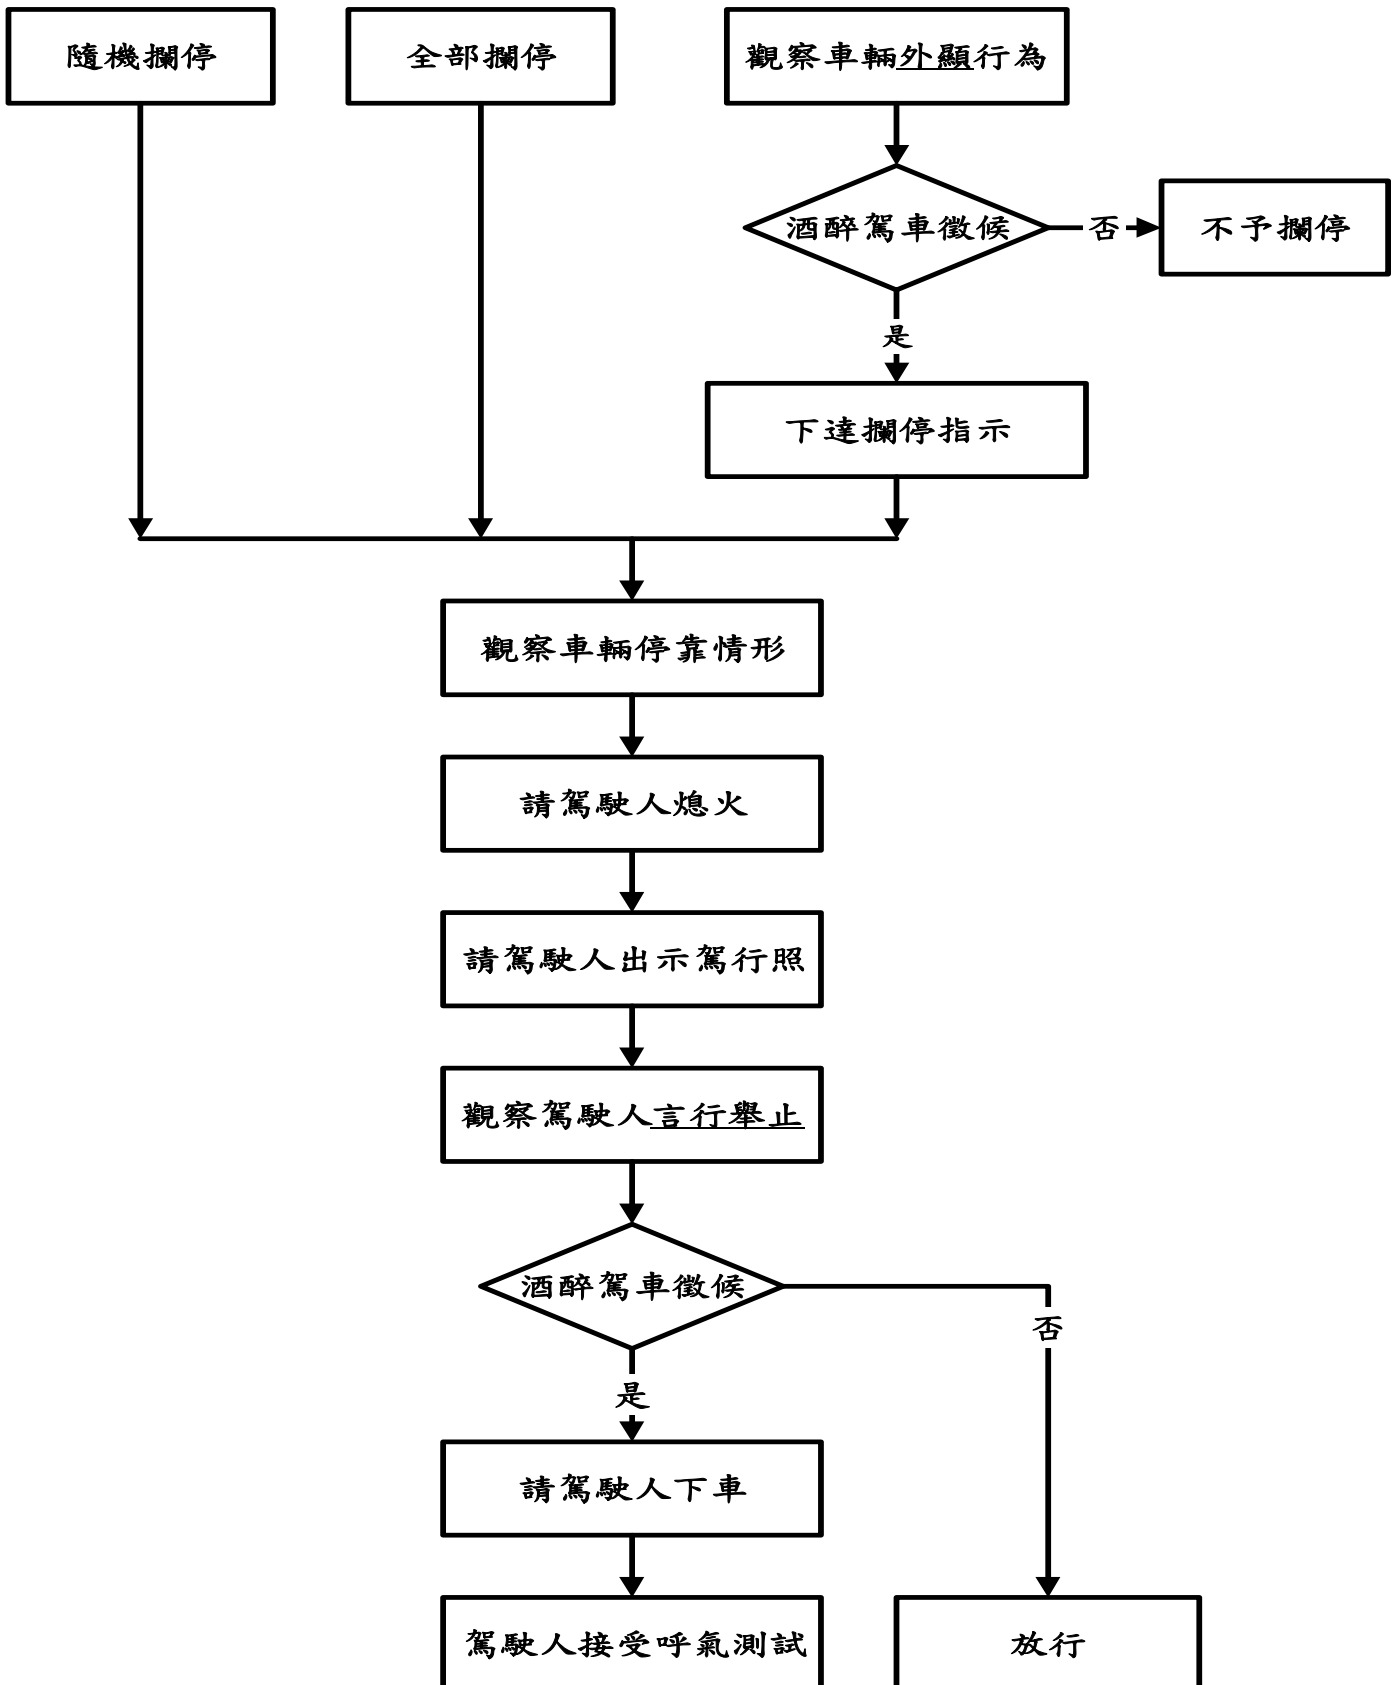 隨機攔停
全部攔停
觀察車輛外顯行為
酒醉駕車徵候
否
不予攔停
是
下達攔停指示
觀察車輛停靠情形
請駕駛人熄火
請駕駛人出示駕行照
觀察駕駛人言行舉止
酒醉駕車徵候
否
是
請駕駛人下車
駕駛人接受呼氣測試
放行